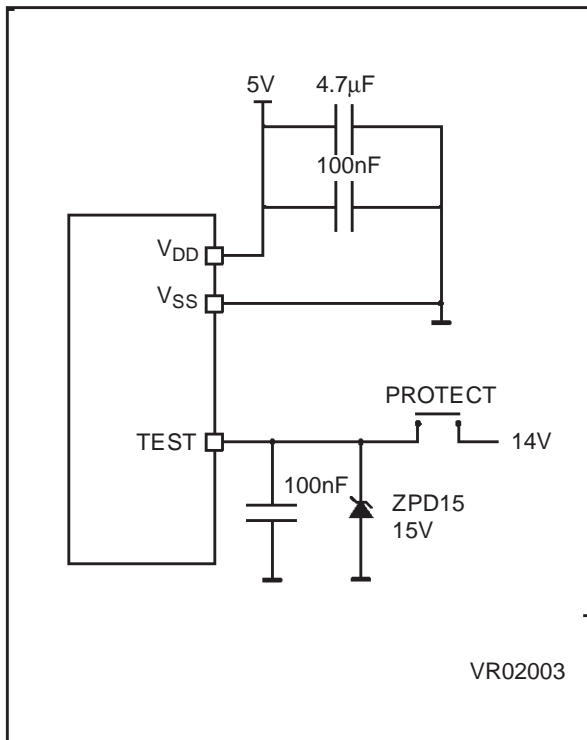 5V 4.7μF
100nF
VDD
VSS
PROTECT
TEST 14V
100nF ZPD15
15V
VR02003